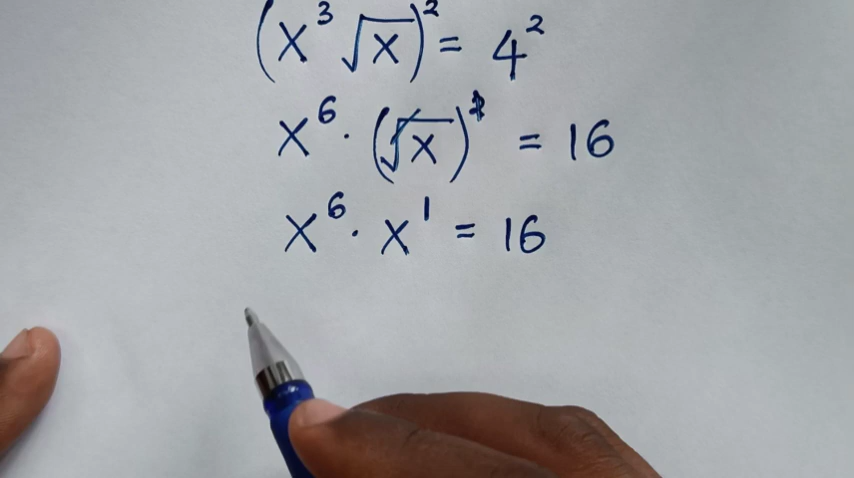 (x³ √x)² = 4²
x⁶ · (√x)² = 16
x⁶ · x¹ = 16